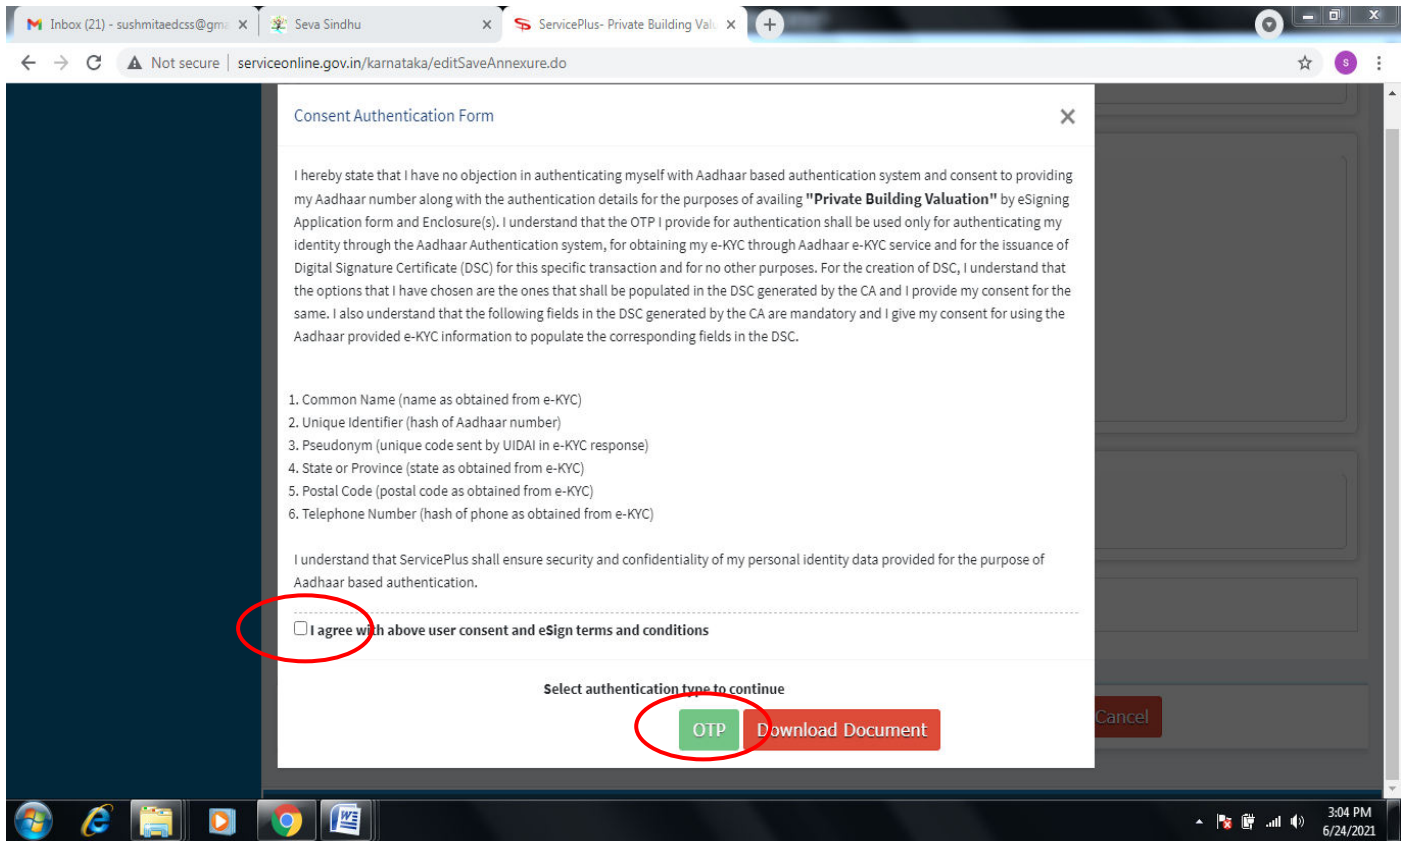 Inbox (21) - sushmitaedcss@gma
Seva Sindhu
ServicePlus- Private Building Valu
Not secure | serviceonline.gov.in/karnataka/editSaveAnnexure.do
s
Consent Authentication Form
I hereby state that I have no objection in authenticating myself with Aadhaar based authentication system and consent to providing
my Aadhaar number along with the authentication details for the purposes of availing "Private Building Valuation" by eSigning
Application form and Enclosure(s). I understand that the OTP I provide for authentication shall be used only for authenticating my
identity through the Aadhaar Authentication system, for obtaining my e-KYC through Aadhaar e-KYC service and for the issuance of
Digital Signature Certificate (DSC) for this specific transaction and for no other purposes. For the creation of DSC, I understand that
the options that I have chosen are the ones that shall be populated in the DSC generated by the CA and I provide my consent for the
same. I also understand that the following fields in the DSC generated by the CA are mandatory and I give my consent for using the
Aadhaar provided e-KYC information to populate the corresponding fields in the DSC.
1. Common Name (name as obtained from e-KYC)
2. Unique Identifier (hash of Aadhaar number)
3. Pseudonym (unique code sent by UIDAI in e-KYC response)
4. State or Province (state as obtained from e-KYC)
5. Postal Code (postal code as obtained from e-KYC)
6. Telephone Number (hash of phone as obtained from e-KYC)
I understand that ServicePlus shall ensure security and confidentiality of my personal identity data provided for the purpose of
Aadhaar based authentication.
I agree with above user consent and eSign terms and conditions
Select authentication type to continue
OTP Download Document
Cancel
3:04 PM
6/24/2021